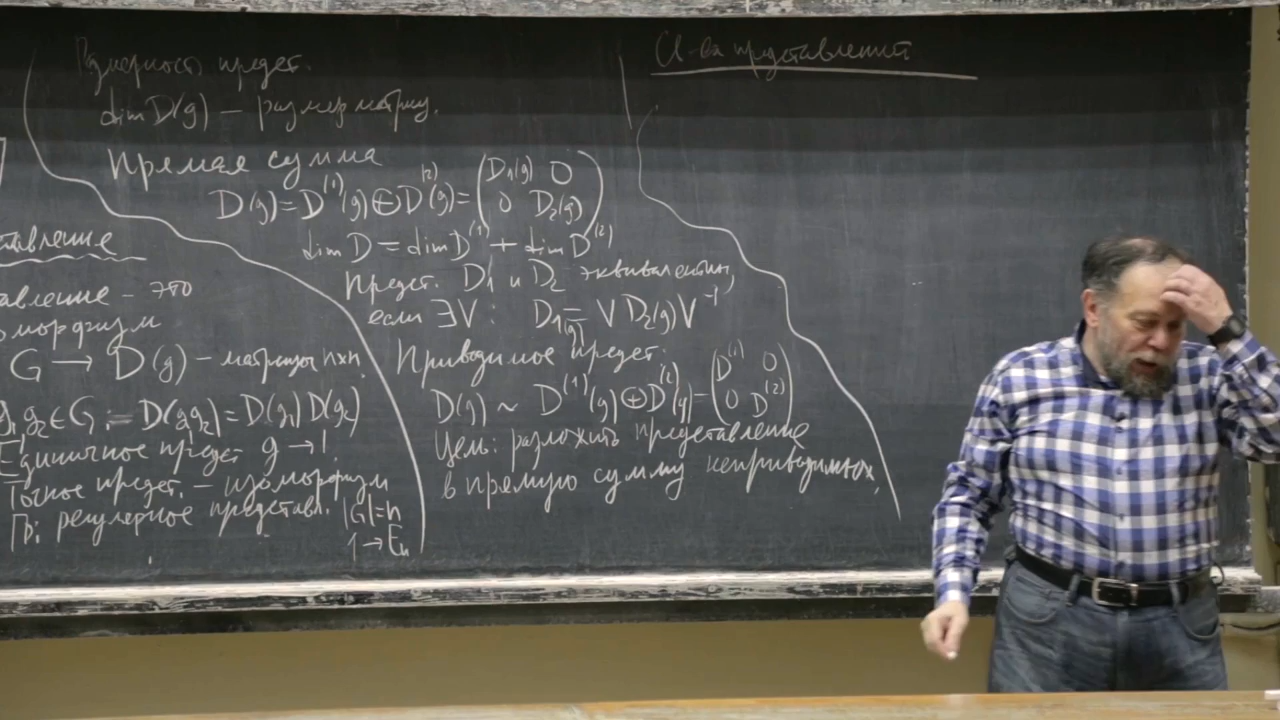 тавление
авление – это
морфизм
G → D(g) – матрицы n×n.
g₁ g₂ ∈ G ; = D(g₁g₂) = D(g₁) D(g₂)
Единичное предст. g → 1.
Точное предст. – изоморфизм
Пр: регулярное представл. |G| = n
1 → Eₙ
Размерность предст.
dim D(g) – размер матриц.
Прямая сумма
D(g) = D⁽¹⁾(g) ⊕ D⁽²⁾(g) = ( D₁(g) 0
0 D₂(g) )
dim D = dim D⁽¹⁾ + dim D⁽²⁾
Предст. D₁ и D₂ эквивалентны,
если ∃V : D₁(g) = V D₂(g) V⁻¹
Приводимое предст.
D(g) ~ D⁽¹⁾(g) ⊕ D⁽²⁾(g) = ( D⁽¹⁾ 0
0 D⁽²⁾ )
Цель: разложить представление
в прямую сумму неприводимых.
Св-ва представлений